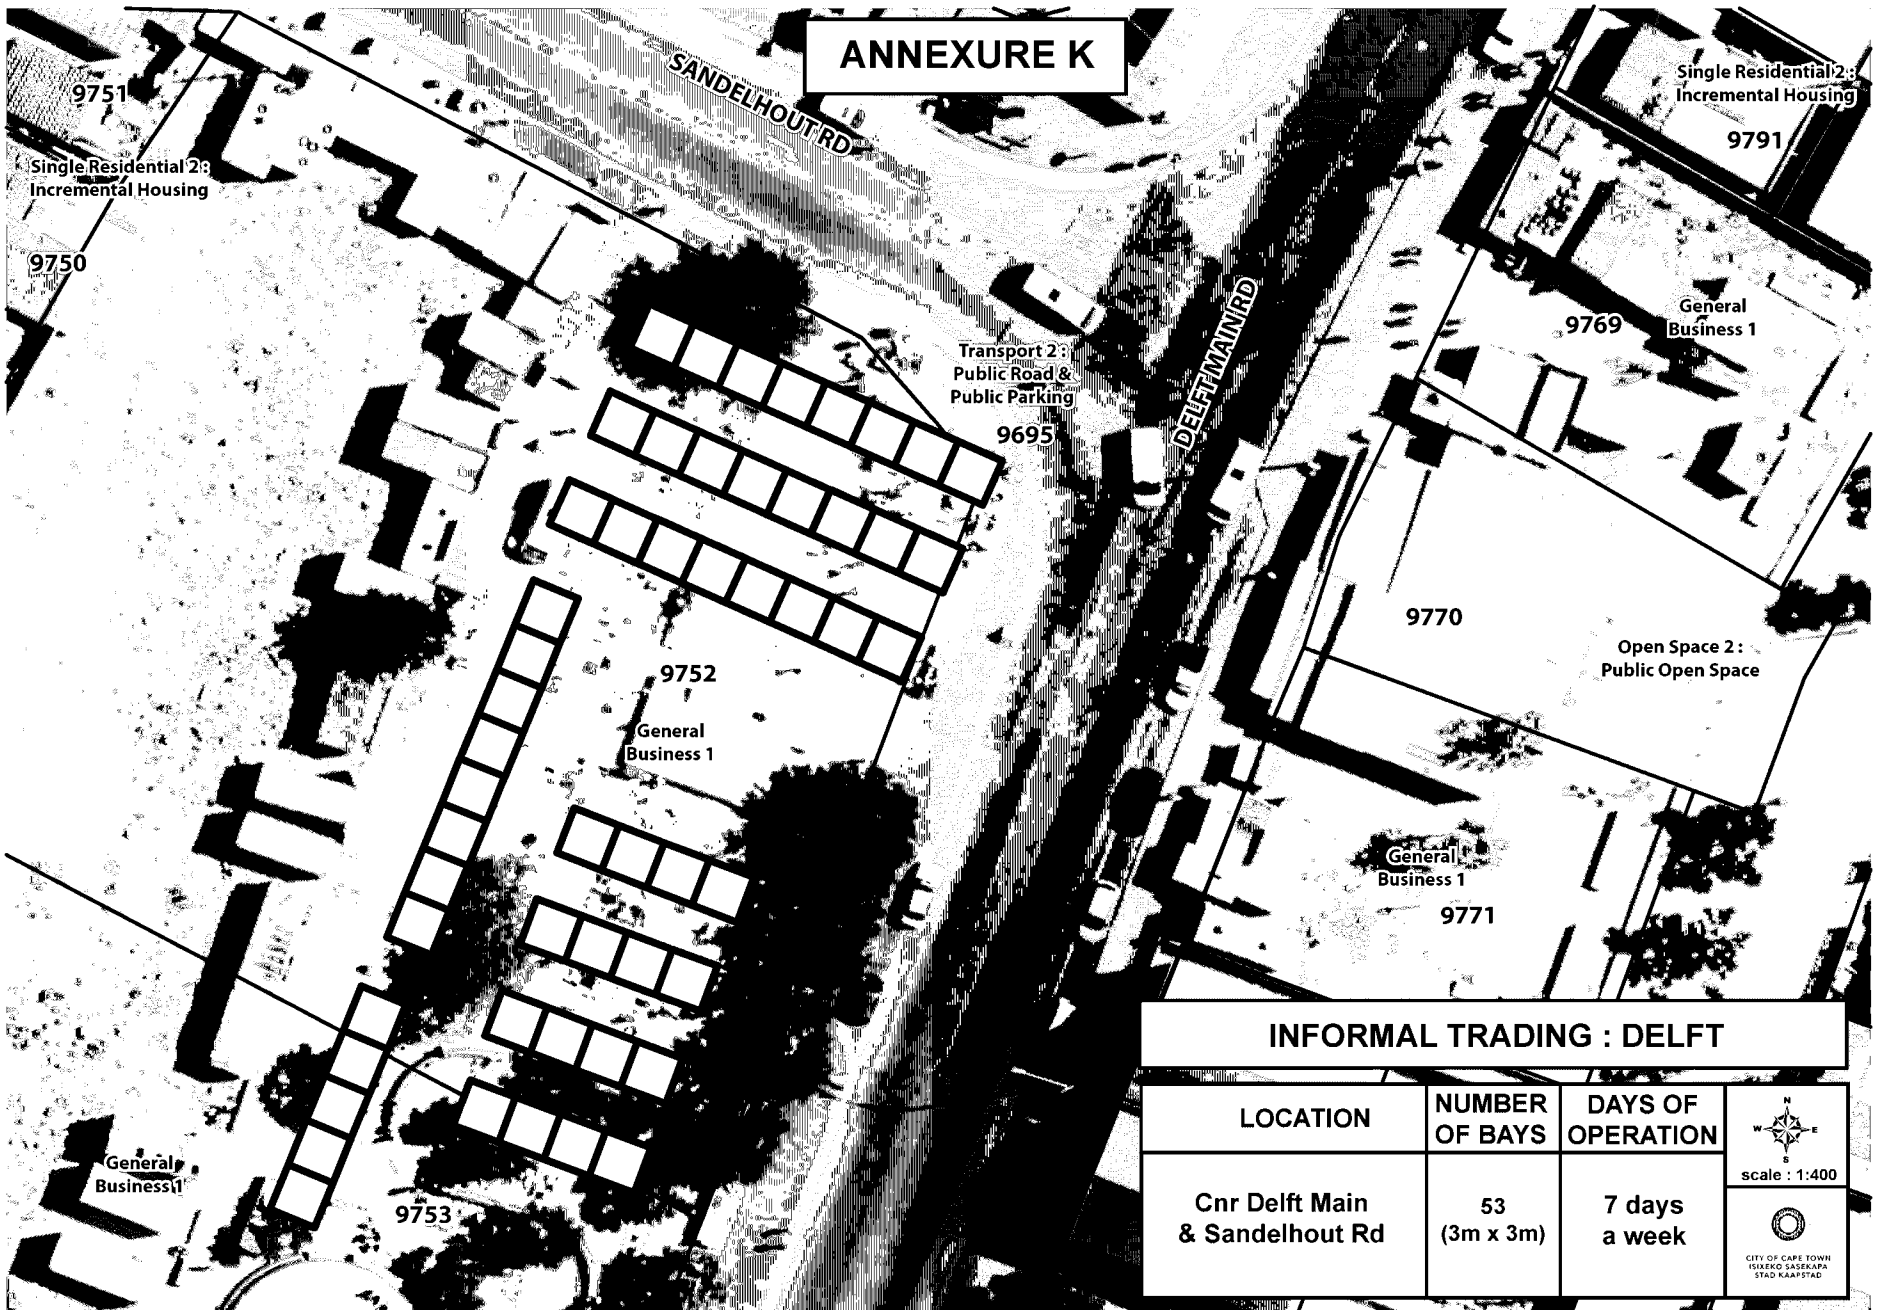 ANNEXURE K
SANDELHOUT RD
Single Residential 2 :
Incremental Housing
9791
9751
Single Residential 2 :
Incremental Housing
9750
DELFT MAIN RD
General
Business 1
9769
Transport 2 :
Public Road &
Public Parking
9695
9770
Open Space 2 :
Public Open Space
9752
General
Business 1
General
Business 1
9771
General
Business 1
9753
INFORMAL TRADING : DELFT
LOCATION
NUMBER
OF BAYS
DAYS OF
OPERATION
Cnr Delft Main
& Sandelhout Rd
53
(3m x 3m)
7 days
a week
N
W E
S
scale : 1:400
CITY OF CAPE TOWN
ISIXEKO SASEKAPA
STAD KAAPSTAD